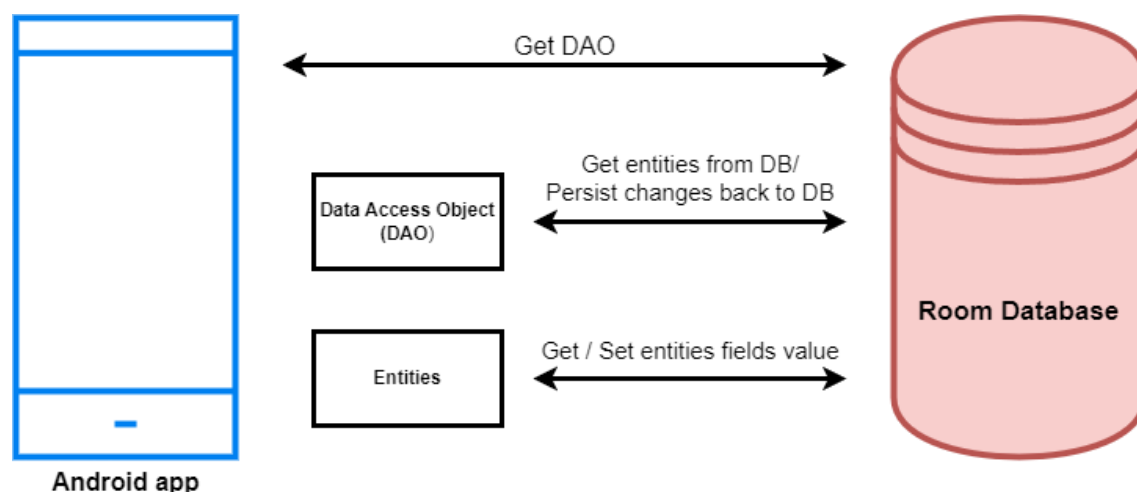 Get DAO
Get entities from DB/
Persist changes back to DB
Data Access Object
(DAO)
Room Database
Get / Set entities fields value
Entities
Android app